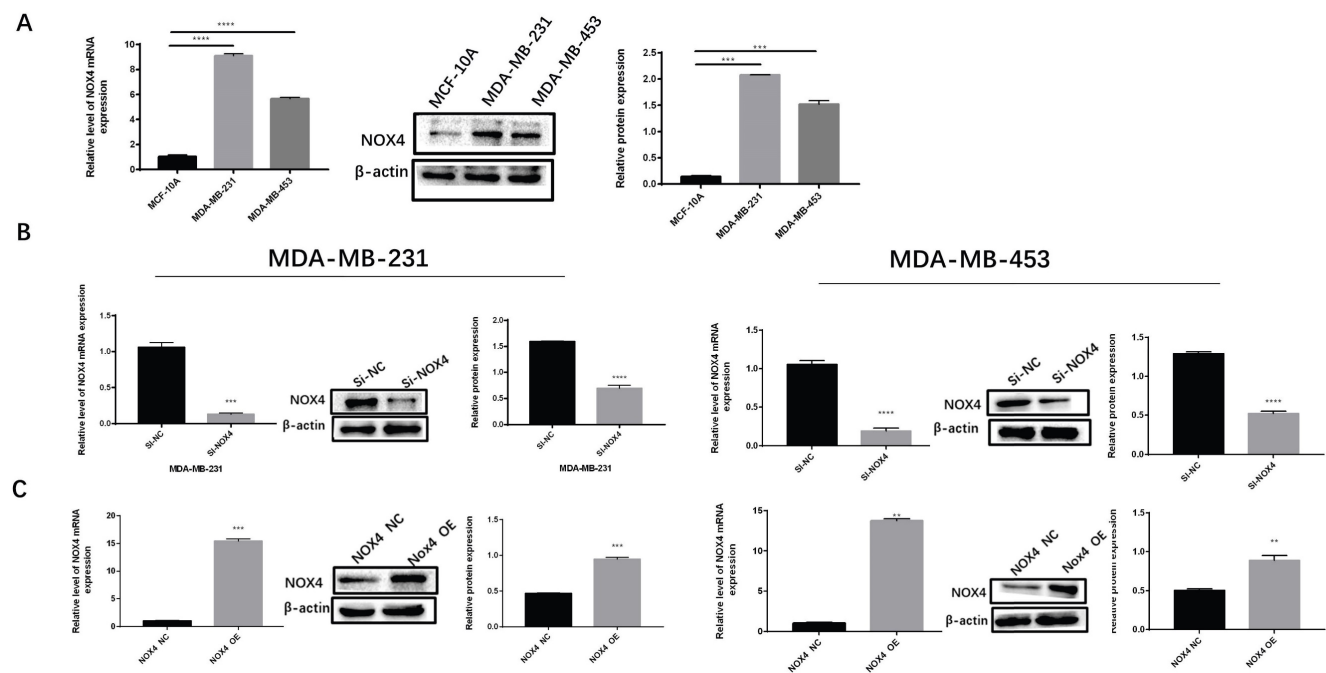 A
Relative level of NOX4 mRNA
expression
10
8
6
4
2
0
****
****
MCF-10A
MDA-MB-231
MDA-MB-453
MCF-10A
MDA-MB-231
MDA-MB-453
NOX4
β-actin
Relative protein expression
2.5
2.0
1.5
1.0
0.5
0.0
***
***
MCF-10A
MDA-MB-231
MDA-MB-453
B
MDA-MB-231
Relative level of NOX4 mRNA expression
1.5
1.0
0.5
0.0
***
SI-NC
SI-NOX4
MDA-MB-231
Si-NC
Si-NOX4
NOX4
β-actin
Relative protein expression
2.0
1.5
1.0
0.5
0.0
****
SI-NC
SI-NOX4
MDA-MB-231
MDA-MB-453
Relative level of NOX4 mRNA
expression
1.5
1.0
0.5
0.0
****
SI-NC
SI-NOX4
Si-NC
Si-NOX4
NOX4
β-actin
Relative protein expression
1.5
1.0
0.5
0.0
****
SI-NC
SI-NOX4
C
Relative level of NOX4 mRNA
expression
20
15
10
5
0
***
NOX4 NC
NOX4 OE
NOX4 NC
Nox4 OE
NOX4
β-actin
Relative protein expression
1.5
1.0
0.5
0.0
***
NOX4 NC
NOX4 OE
Relative level of NOX4 mRNA
expression
15
10
5
0
**
NOX4 NC
NOX4 OE
NOX4 NC
Nox4 OE
NOX4
β-actin
Relative protein expression
1.5
1.0
0.5
0.0
**
NOX4 NC
NOX4 OE